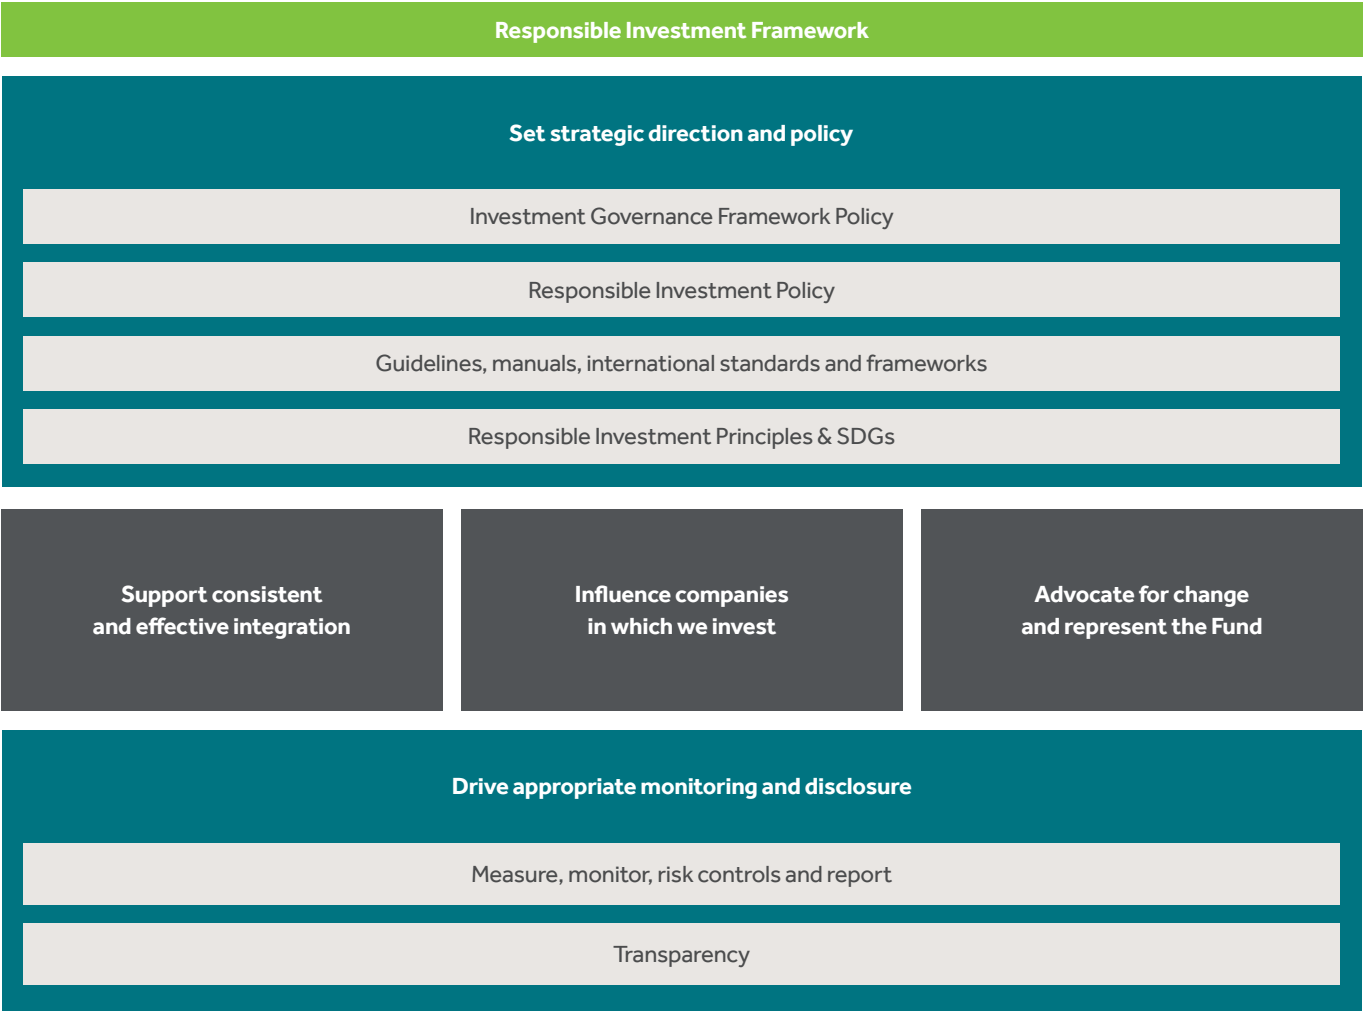 Responsible Investment Framework
Set strategic direction and policy
Investment Governance Framework Policy
Responsible Investment Policy
Guidelines, manuals, international standards and frameworks
Responsible Investment Principles & SDGs
Support consistent
and effective integration
Influence companies
in which we invest
Advocate for change
and represent the Fund
Drive appropriate monitoring and disclosure
Measure, monitor, risk controls and report
Transparency